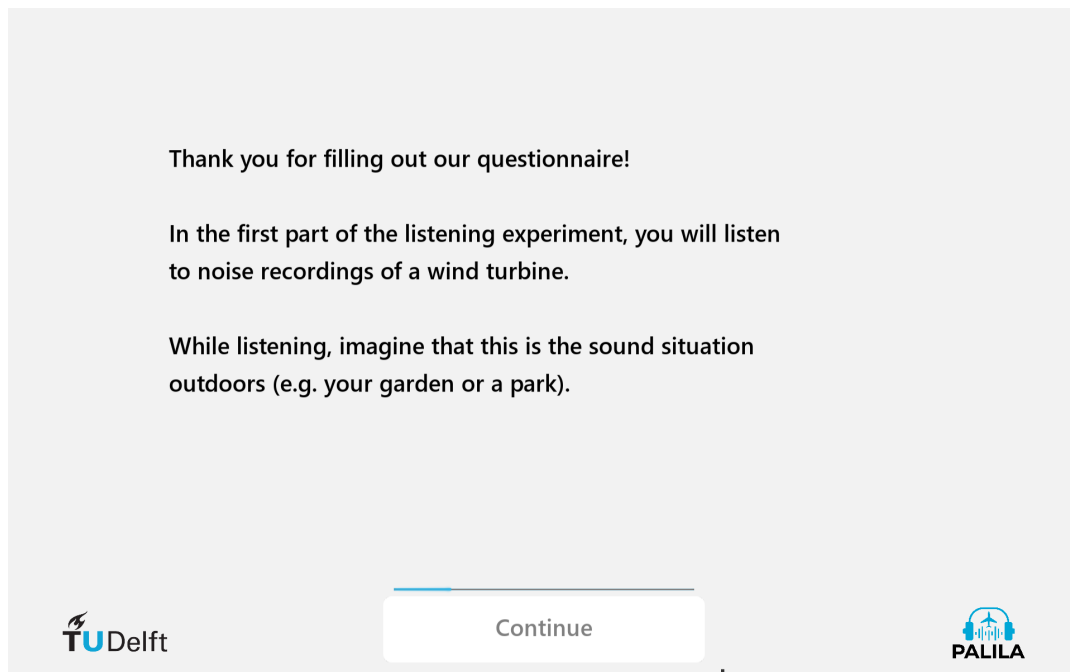 Thank you for filling out our questionnaire!
In the first part of the listening experiment, you will listen
to noise recordings of a wind turbine.
While listening, imagine that this is the sound situation
outdoors (e.g. your garden or a park).
Continue
TUDelft
PALILA